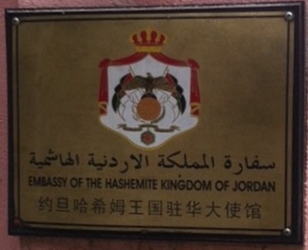 سفارة المملكة الاردنية الهاشمية
EMBASSY OF THE HASHEMITE KINGDOM OF JORDAN
约旦哈希姆王国驻华大使馆